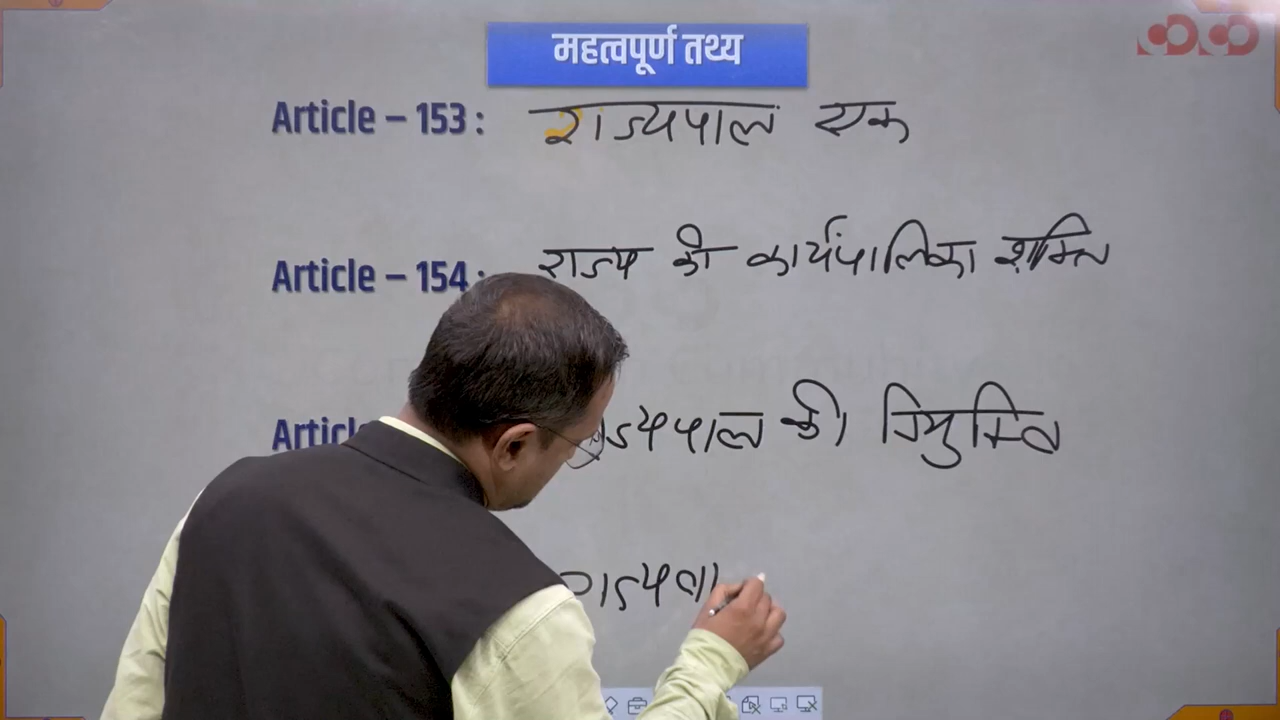 महत्वपूर्ण तथ्य
Article – 153 : राज्यपाल एक
Article – 154 : राज्य की कार्यपालिका शक्ति
राज्यपाल की नियुक्ति
राज्यपा